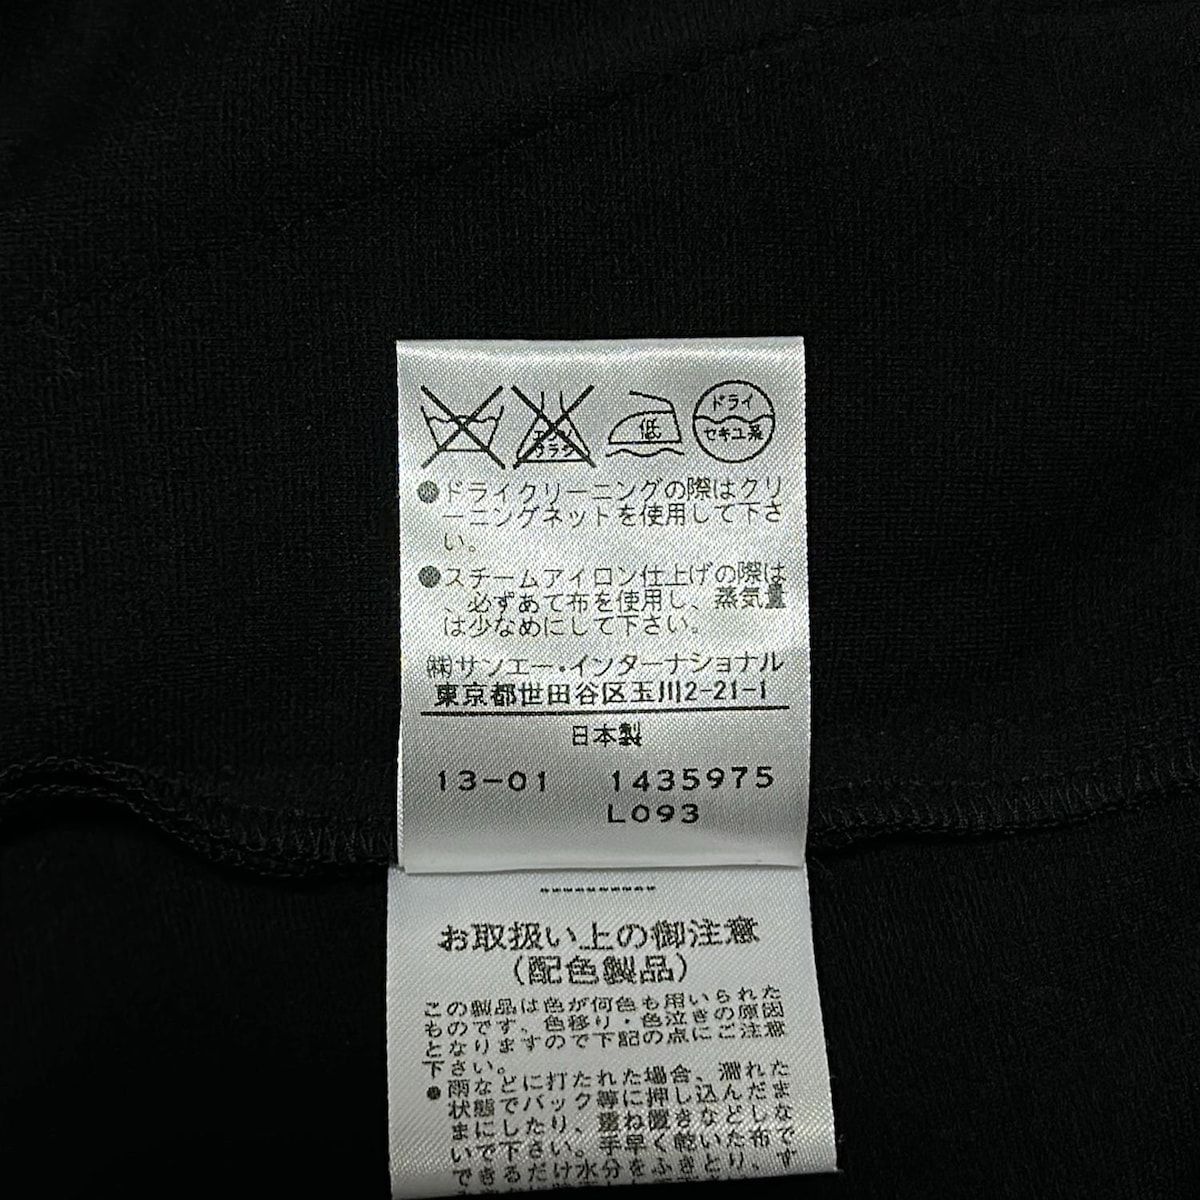 エンソ
サラシ
低
ドライ
セキユ系
●ドライクリーニングの際はクリ
ーニングネットを使用して下さ
い。
●スチームアイロン仕上げの際は
、必ずあて布を使用し、蒸気量
は少なめにして下さい。
㈱サンエー・インターナショナル
東京都世田谷区玉川2-21-1
日本製
13-01 1435975
L093
お取扱い上の御注意
(配色製品)
この製品は色が何色も用いられた
ものです、色移り・色泣きの原因
となりますので下記の点にご注意
下さい。
●雨などに打たれた場合、濡れた
状態でバック等に押し込んだま
まにしたり、重ね置きなどしな
いで下さい。手早く乾いた布で
できるだけ水分をふきとり、ず